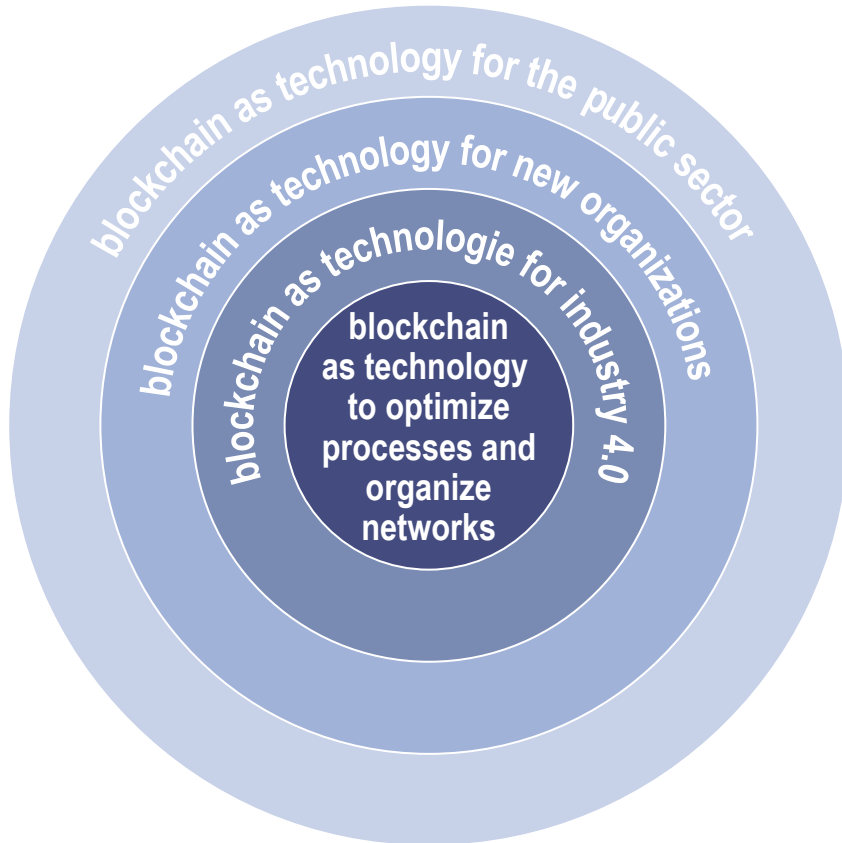 blockchain as technology for the public sector
blockchain as technology for new organizations
blockchain as technologie for industry 4.0
blockchain
as technology
to optimize
processes and
organize
networks